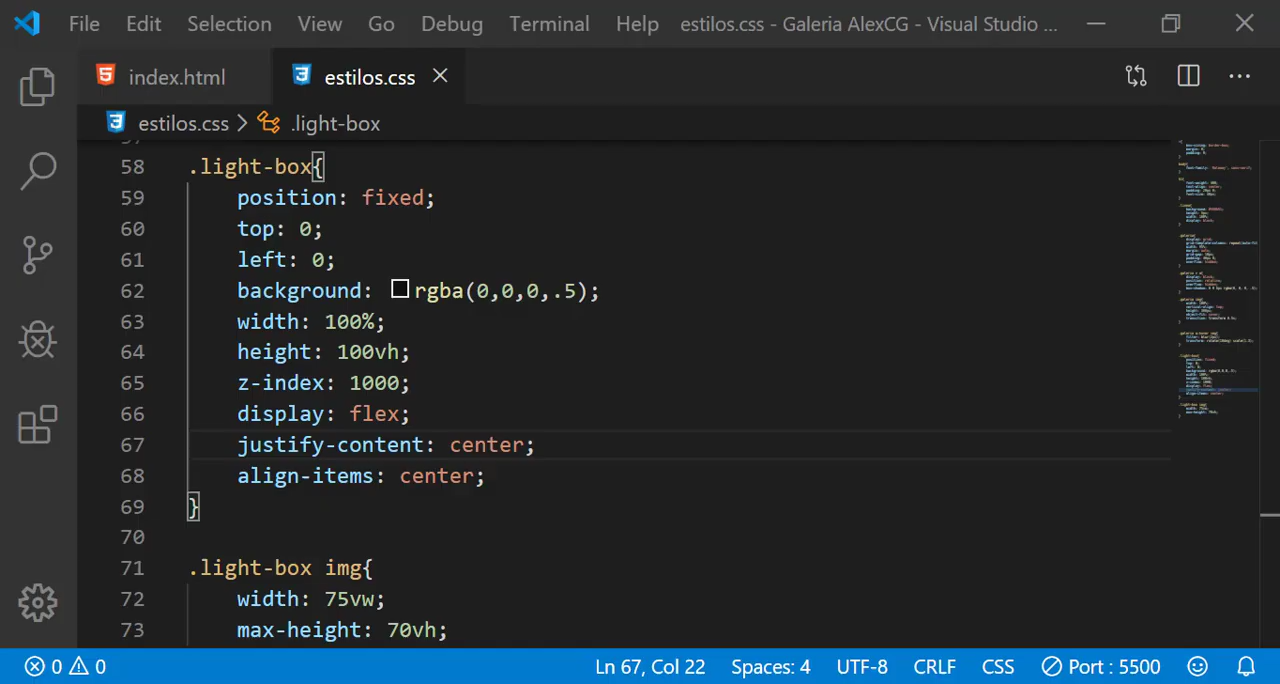 File Edit Selection View Go Debug Terminal Help estilos.css - Galeria AlexCG - Visual Studio ...
index.html estilos.css
estilos.css > .light-box
58 .light-box{
59 position: fixed;
60 top: 0;
61 left: 0;
62 background: rgba(0,0,0,.5);
63 width: 100%;
64 height: 100vh;
65 z-index: 1000;
66 display: flex;
67 justify-content: center;
68 align-items: center;
69 }
70
71 .light-box img{
72 width: 75vw;
73 max-height: 70vh;
0 0 Ln 67, Col 22 Spaces: 4 UTF-8 CRLF CSS Port : 5500